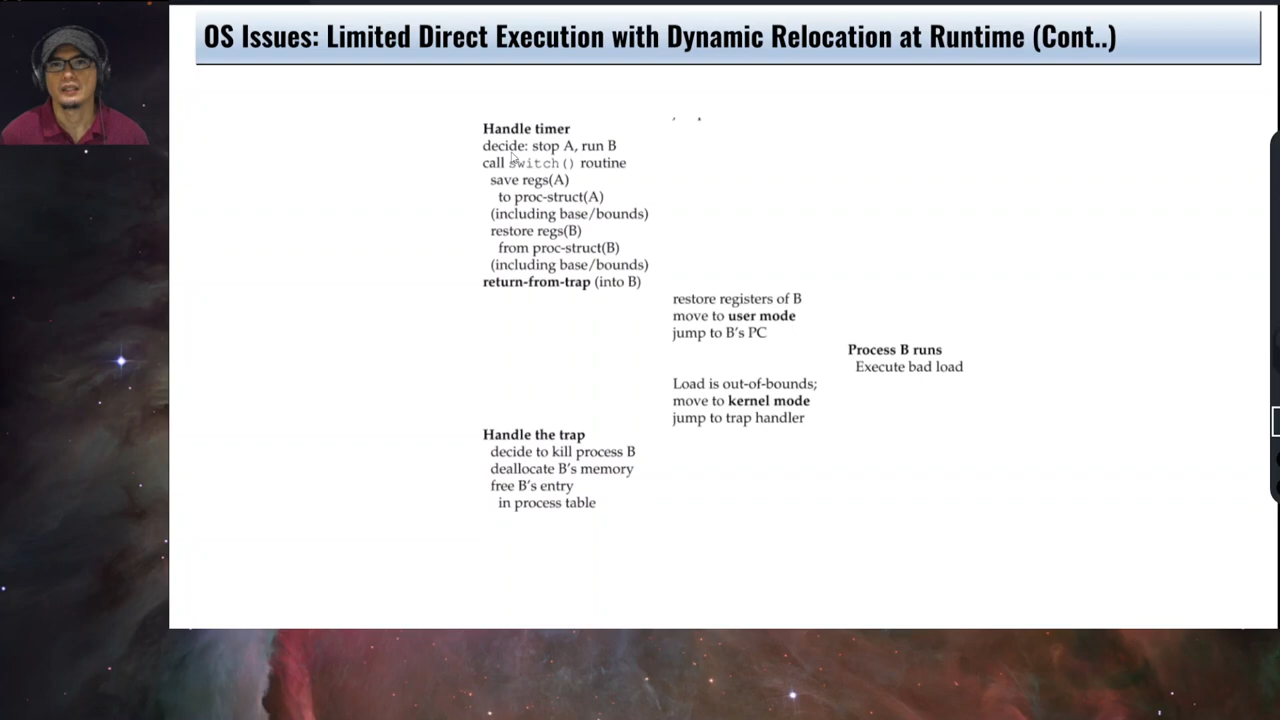 OS Issues: Limited Direct Execution with Dynamic Relocation at Runtime (Cont..)
Handle timer
decide: stop A, run B
call switch() routine
save regs(A)
to proc-struct(A)
(including base/bounds)
restore regs(B)
from proc-struct(B)
(including base/bounds)
return-from-trap (into B)
restore registers of B
move to user mode
jump to B's PC
Process B runs
Execute bad load
Load is out-of-bounds;
move to kernel mode
jump to trap handler
Handle the trap
decide to kill process B
deallocate B's memory
free B's entry
in process table